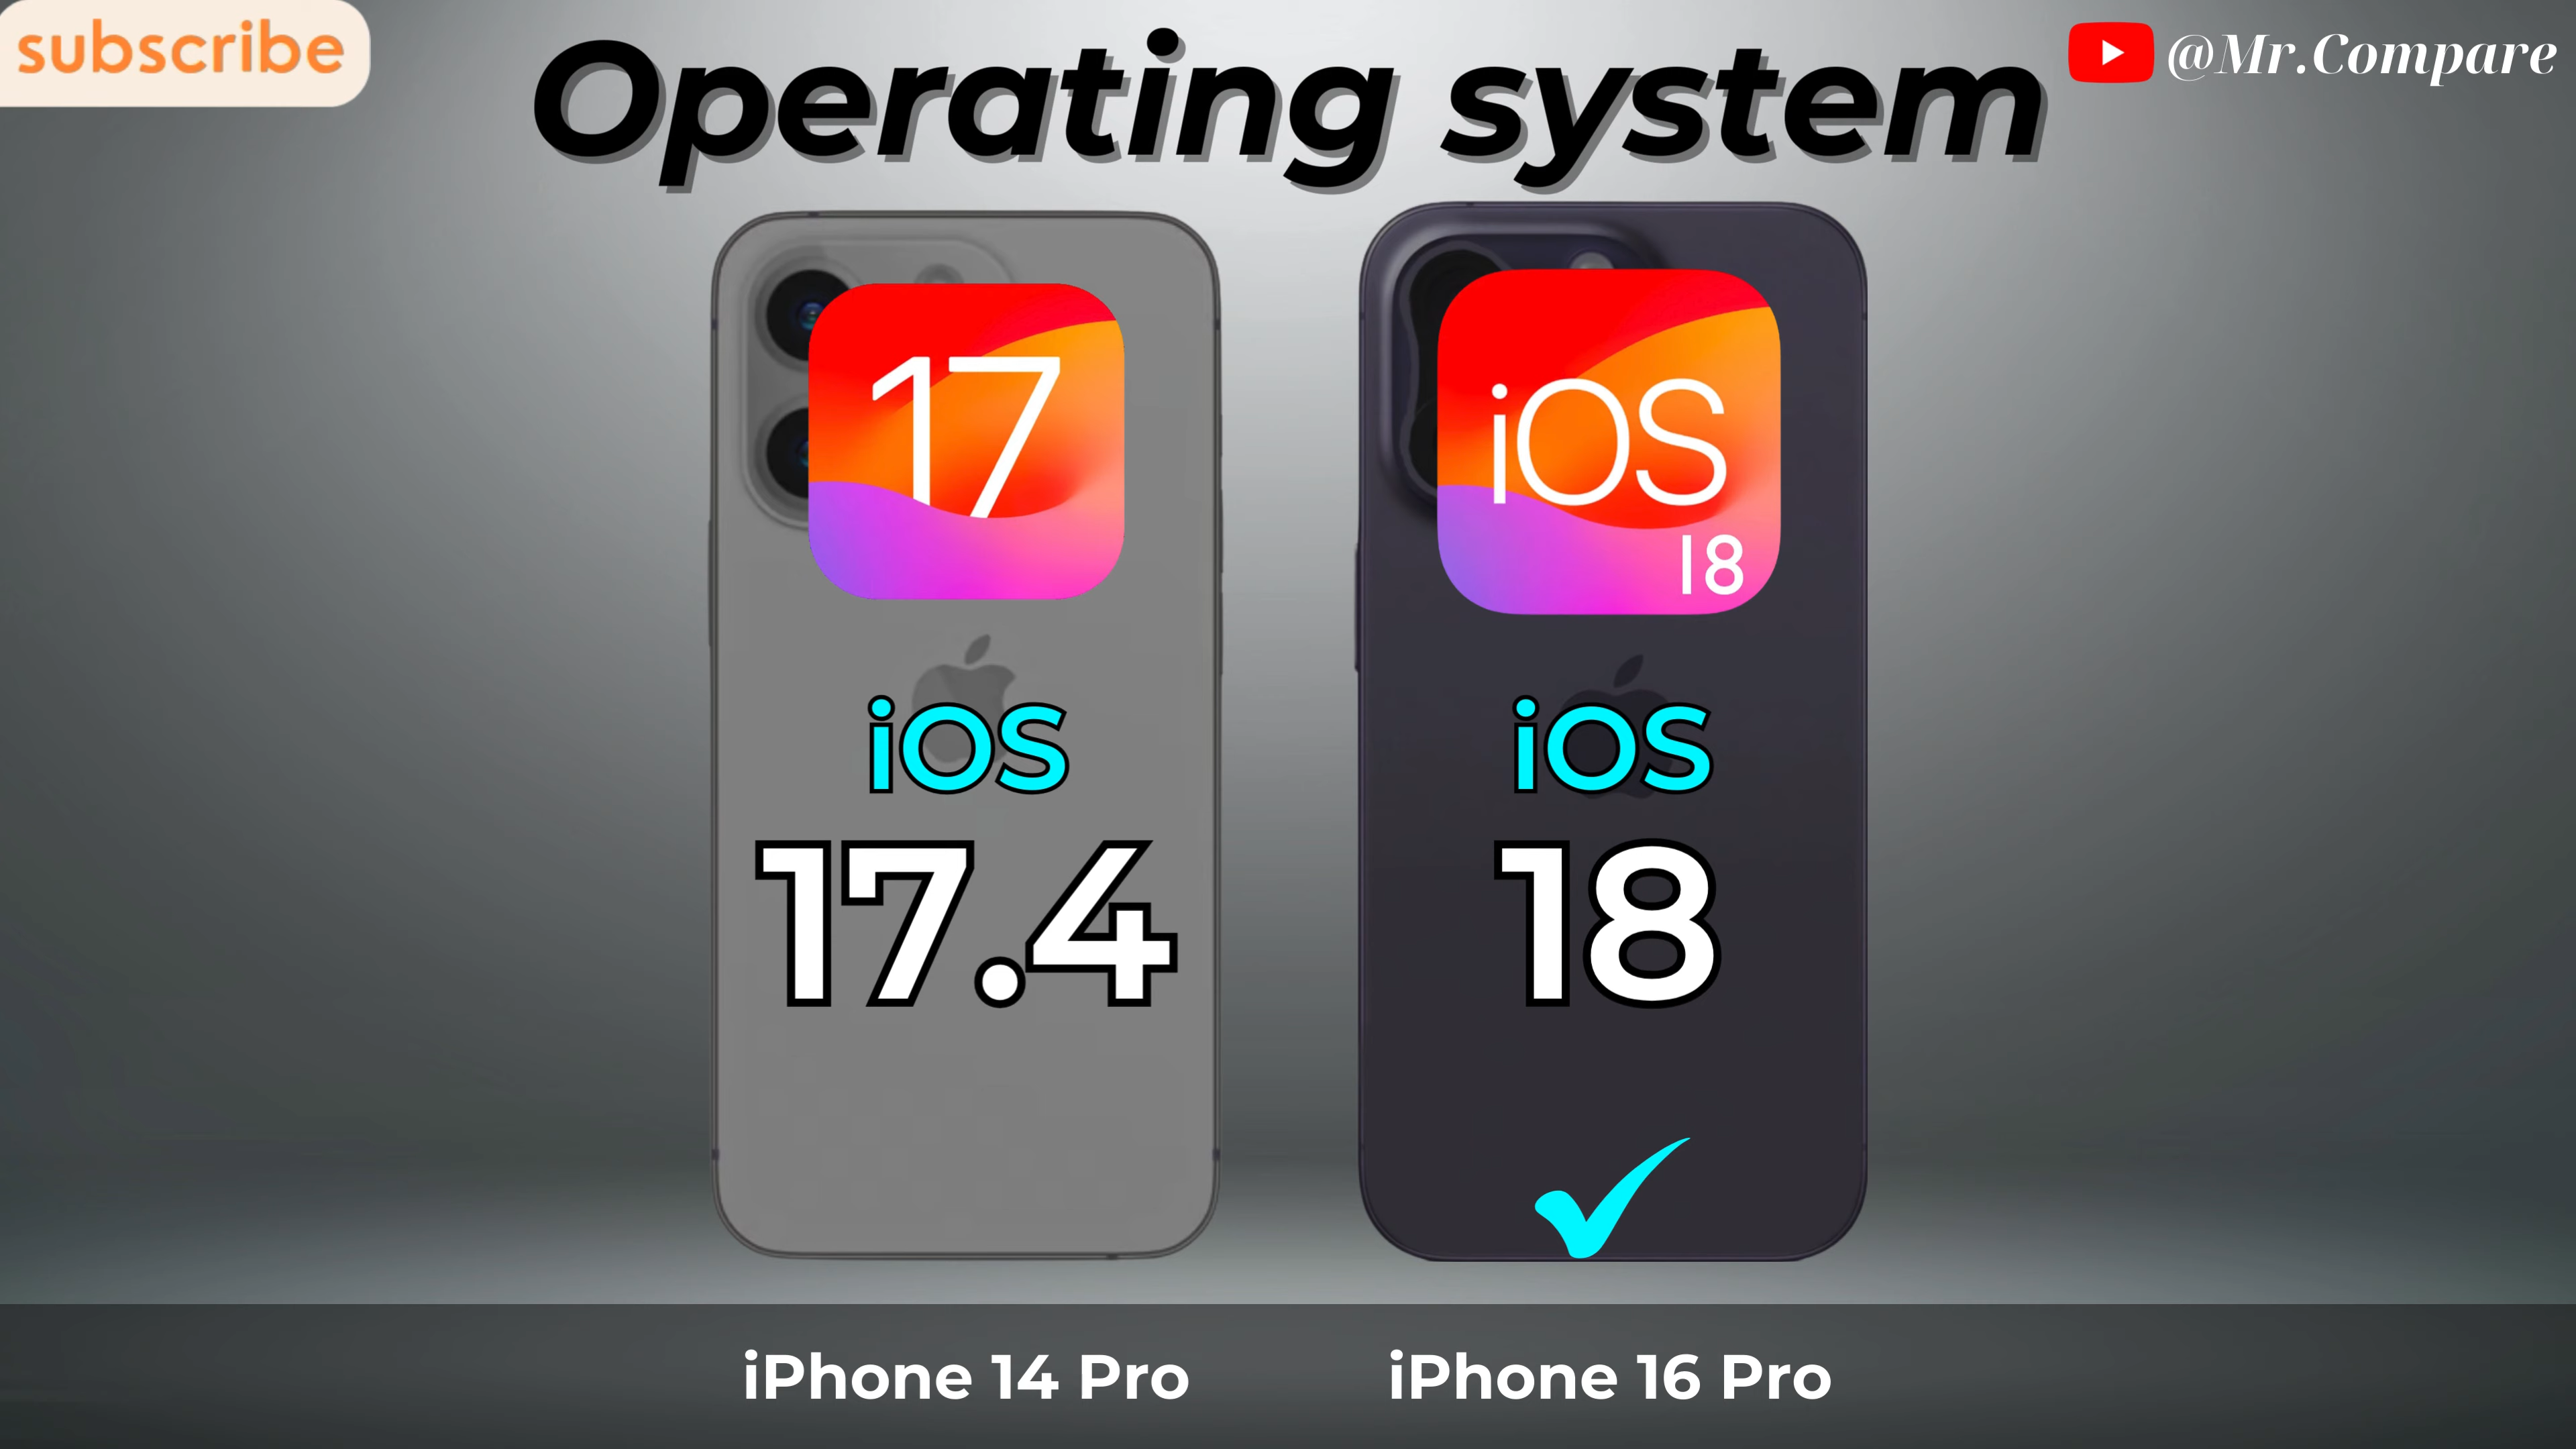 subscribe
Operating system
@Mr.Compare
17
iOS
18
iOS
17.4
iOS
18
iPhone 14 Pro
iPhone 16 Pro